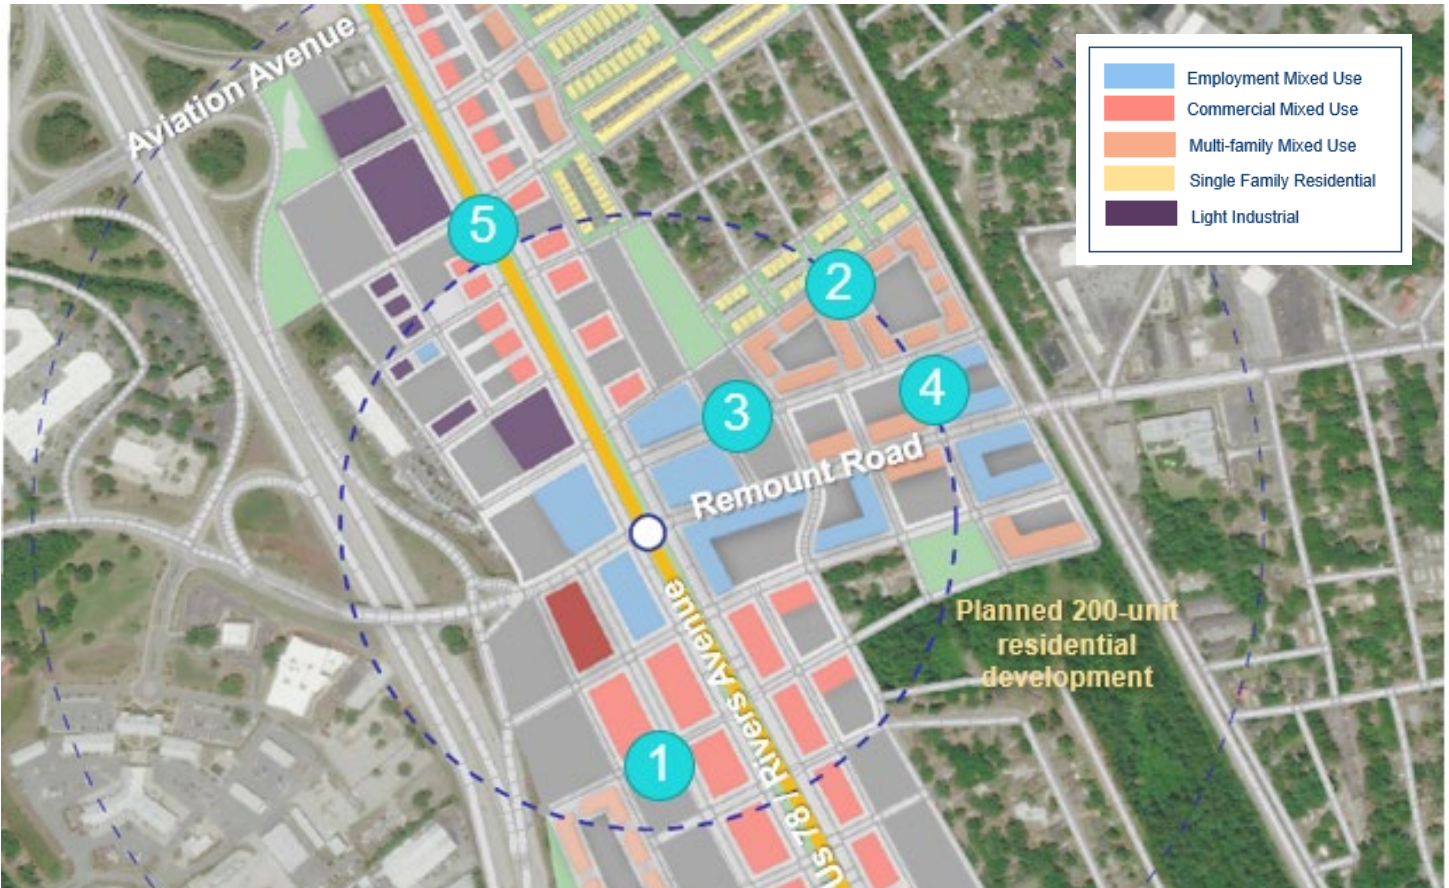 Aviation Avenue
Employment Mixed Use
Commercial Mixed Use
Multi-family Mixed Use
Single Family Residential
Light Industrial
5
2
3
4
Remount Road
Planned 200-unit
residential
development
1
Us 78 / Rivers Avenue